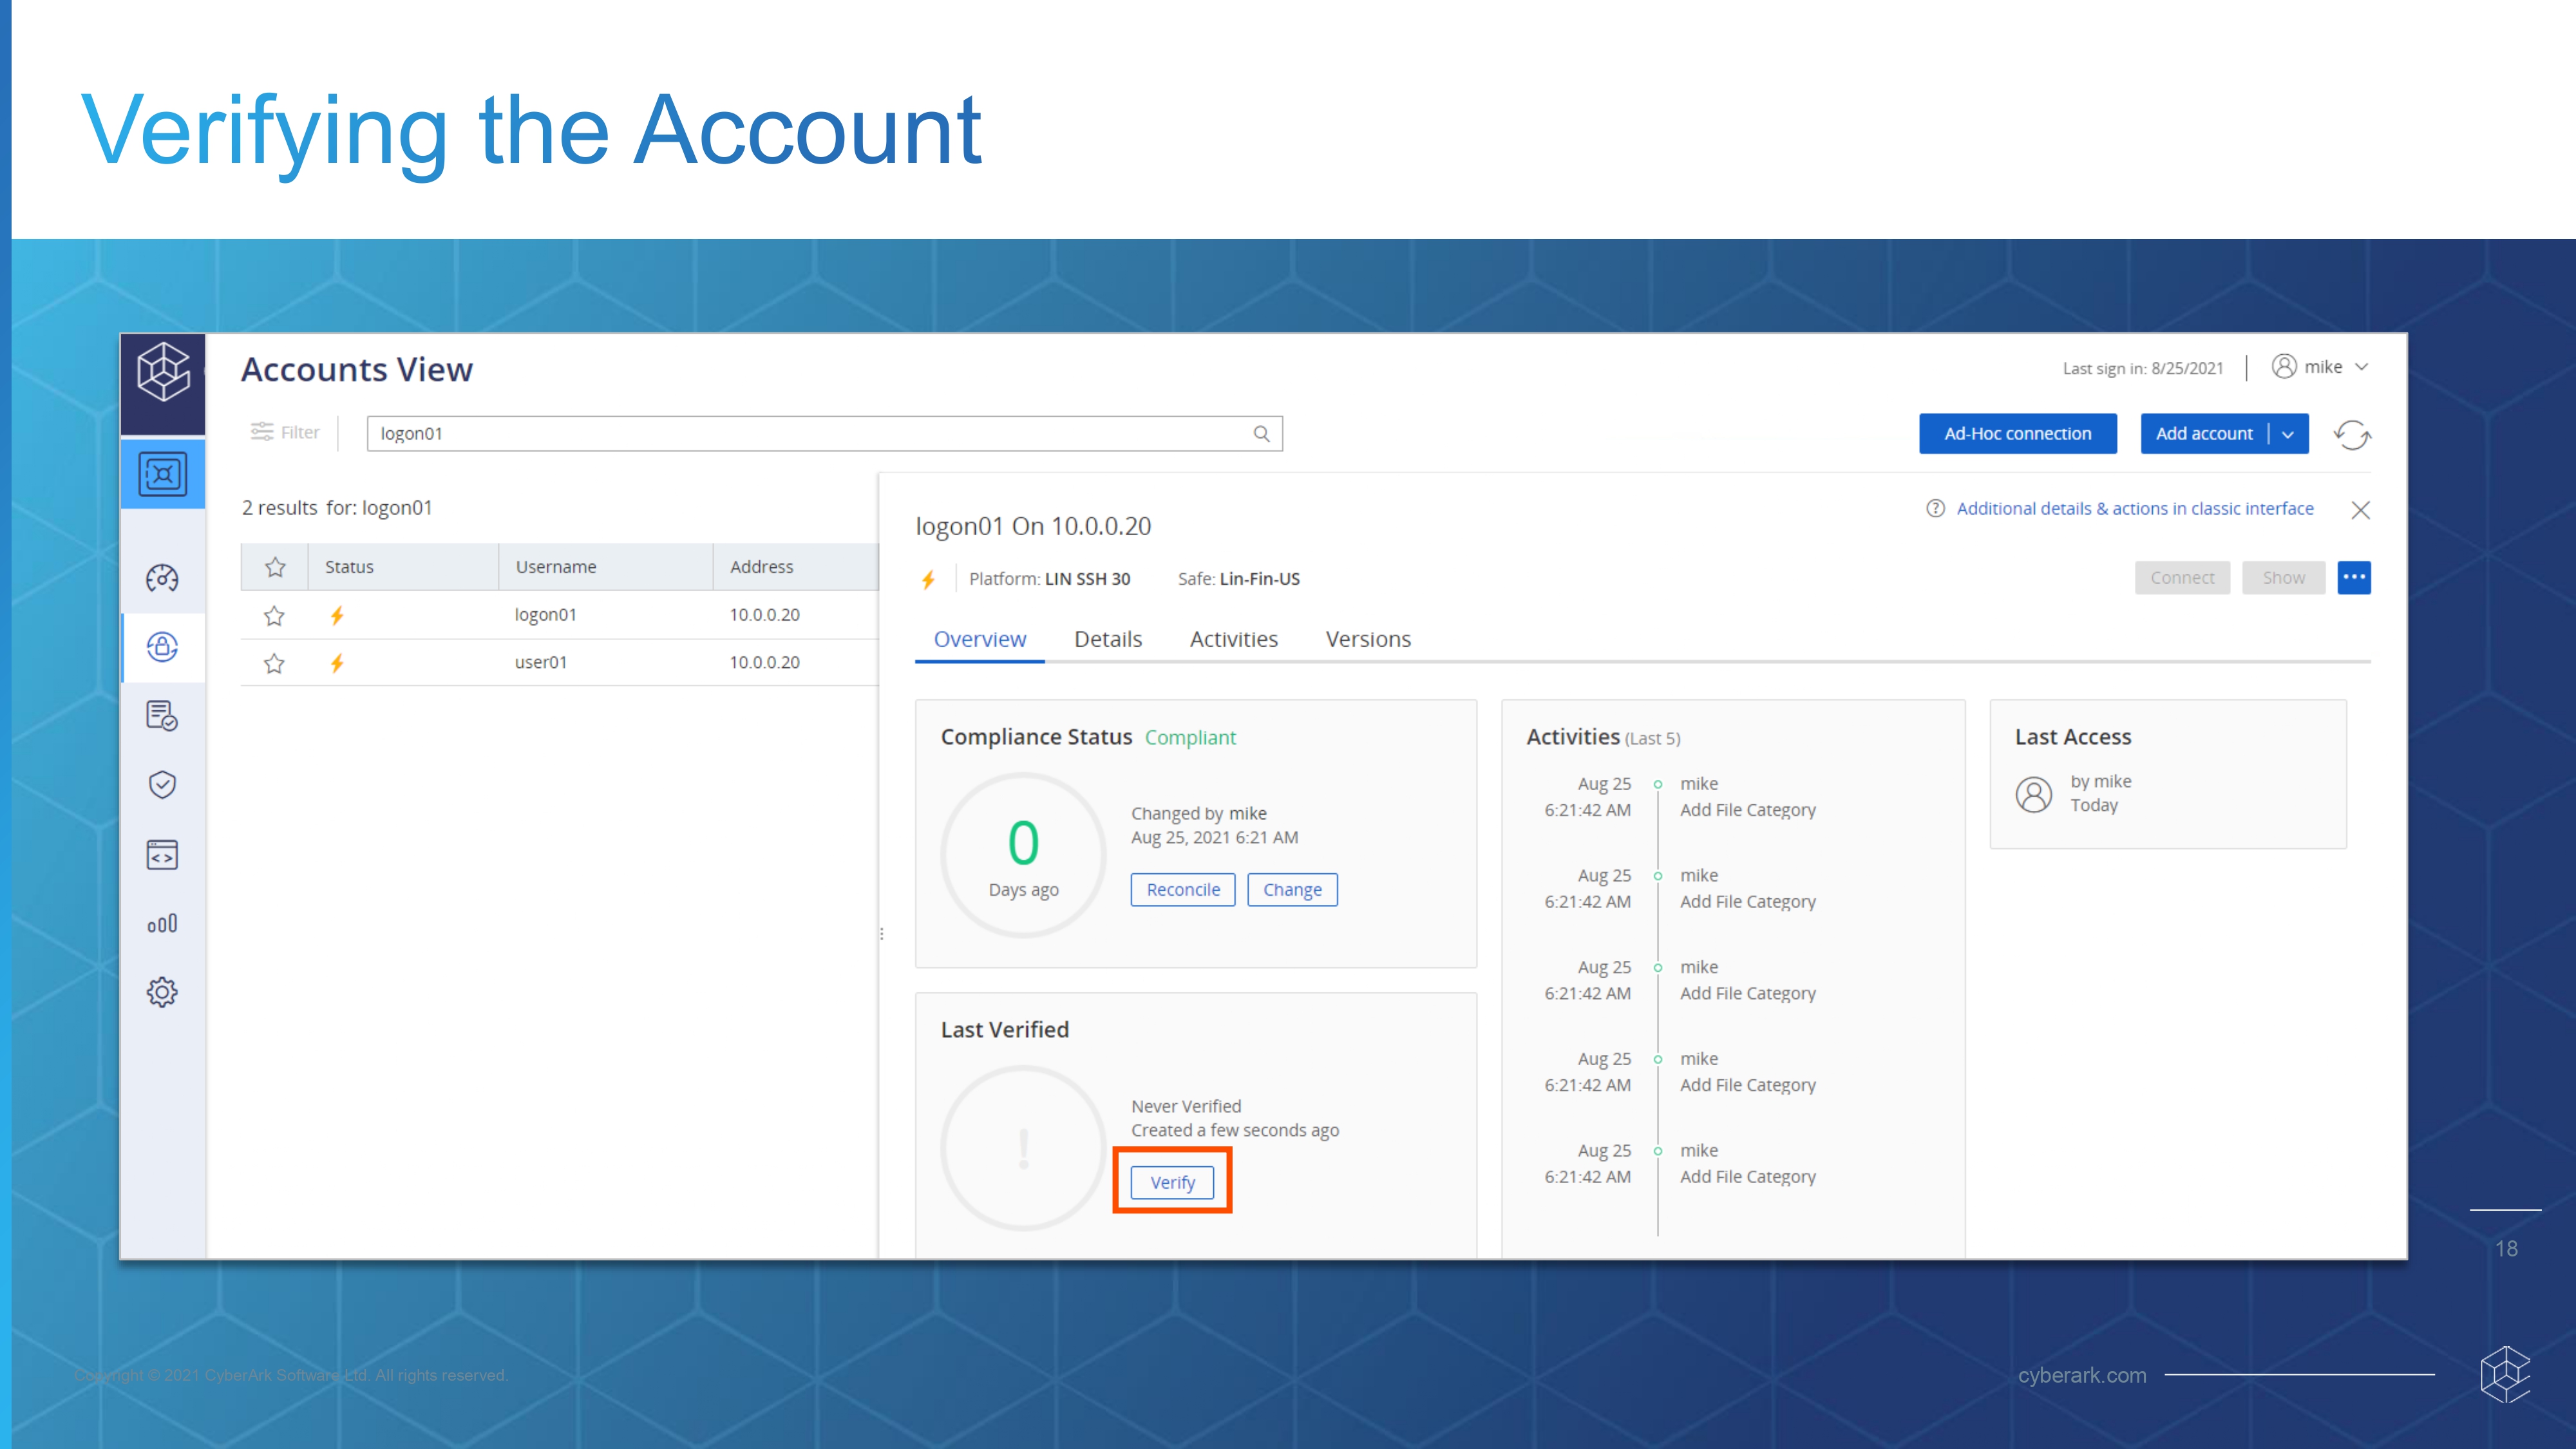 Verifying the Account
Accounts View
Last sign in: 8/25/2021
mike
Filter
logon01
Ad-Hoc connection
Add account
2 results for: logon01
Status Username Address
logon01 10.0.0.20
user01 10.0.0.20
Additional details & actions in classic interface
logon01 On 10.0.0.20
Platform: LIN SSH 30 Safe: Lin-Fin-US
Connect Show
Overview Details Activities Versions
Compliance Status Compliant
0
Days ago
Changed by mike
Aug 25, 2021 6:21 AM
Reconcile Change
Last Verified
!
Never Verified
Created a few seconds ago
Verify
Activities (Last 5)
Aug 25 mike
6:21:42 AM Add File Category
Aug 25 mike
6:21:42 AM Add File Category
Aug 25 mike
6:21:42 AM Add File Category
Aug 25 mike
6:21:42 AM Add File Category
Aug 25 mike
6:21:42 AM Add File Category
Last Access
by mike
Today
18
Copyright © 2021 CyberArk Software Ltd. All rights reserved.
cyberark.com